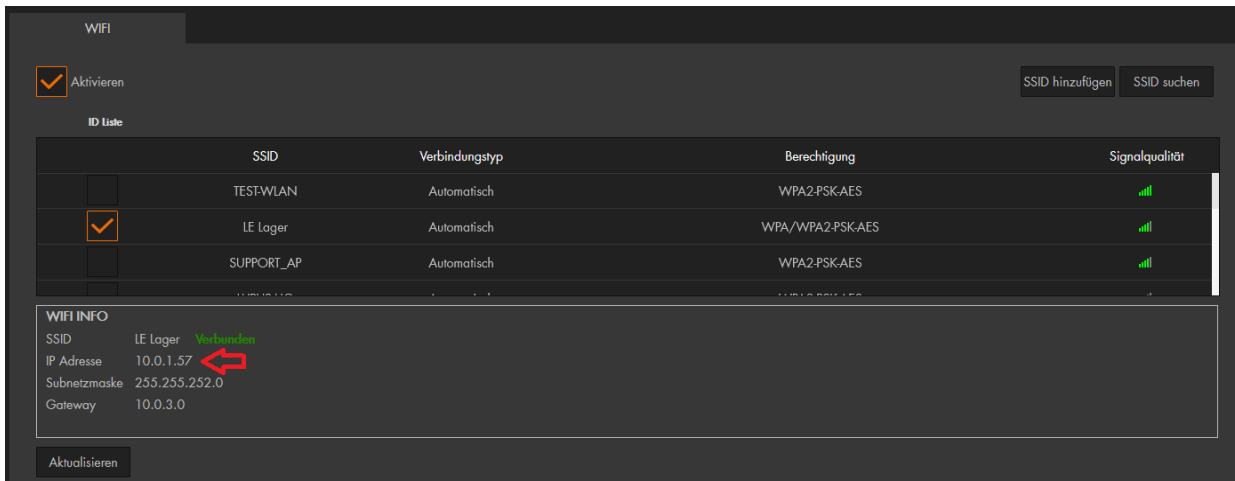 WIFI
Aktivieren
SSID hinzufügen SSID suchen
ID Liste
SSID Verbindungstyp Berechtigung Signalqualität
TEST-WLAN Automatisch WPA2-PSK-AES
LE Lager Automatisch WPA/WPA2-PSK-AES
SUPPORT_AP Automatisch WPA2-PSK-AES
WIFI INFO
SSID LE Lager Verbunden
IP Adresse 10.0.1.57
Subnetzmaske 255.255.252.0
Gateway 10.0.3.0
Aktualisieren